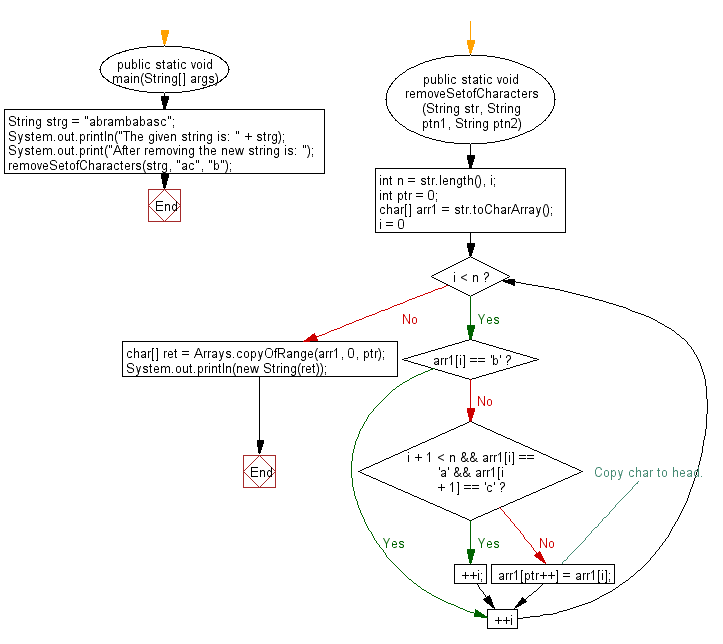 public static void
main(String[] args)
String strg = "abrambabasc";
System.out.println("The given string is: " + strg);
System.out.print("After removing the new string is: ");
removeSetofCharacters(strg, "ac", "b");
End
public static void
removeSetofCharacters
(String str, String
ptn1, String ptn2)
int n = str.length(), i;
int ptr = 0;
char[] arr1 = str.toCharArray();
i = 0
i < n ?
No
Yes
char[] ret = Arrays.copyOfRange(arr1, 0, ptr);
System.out.println(new String(ret));
End
arr1[i] == 'b' ?
No
i + 1 < n && arr1[i] ==
'a' && arr1[i
+ 1] == 'c' ?
Copy char to head.
Yes
Yes
No
++i;
arr1[ptr++] = arr1[i];
++i